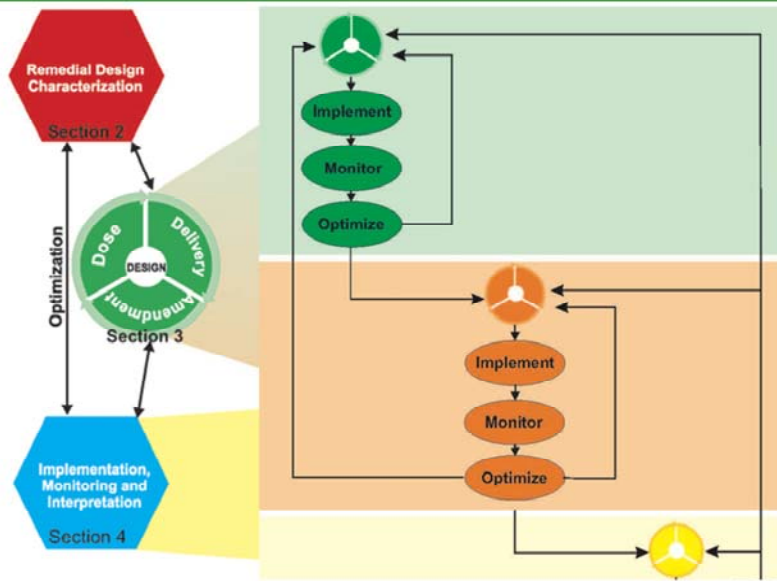 Remedial Design
Characterization
Section 2
Optimization
Dose
Delivery
DESIGN
Amendment
Section 3
Implementation,
Monitoring and
Interpretation
Section 4
Implement
Monitor
Optimize
Implement
Monitor
Optimize